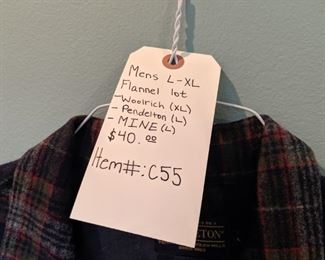 Mens L-XL
Flannel lot
-Woolrich (XL)
-Pendelton (L)
-MINE (L)
$40.00
Item#:C55